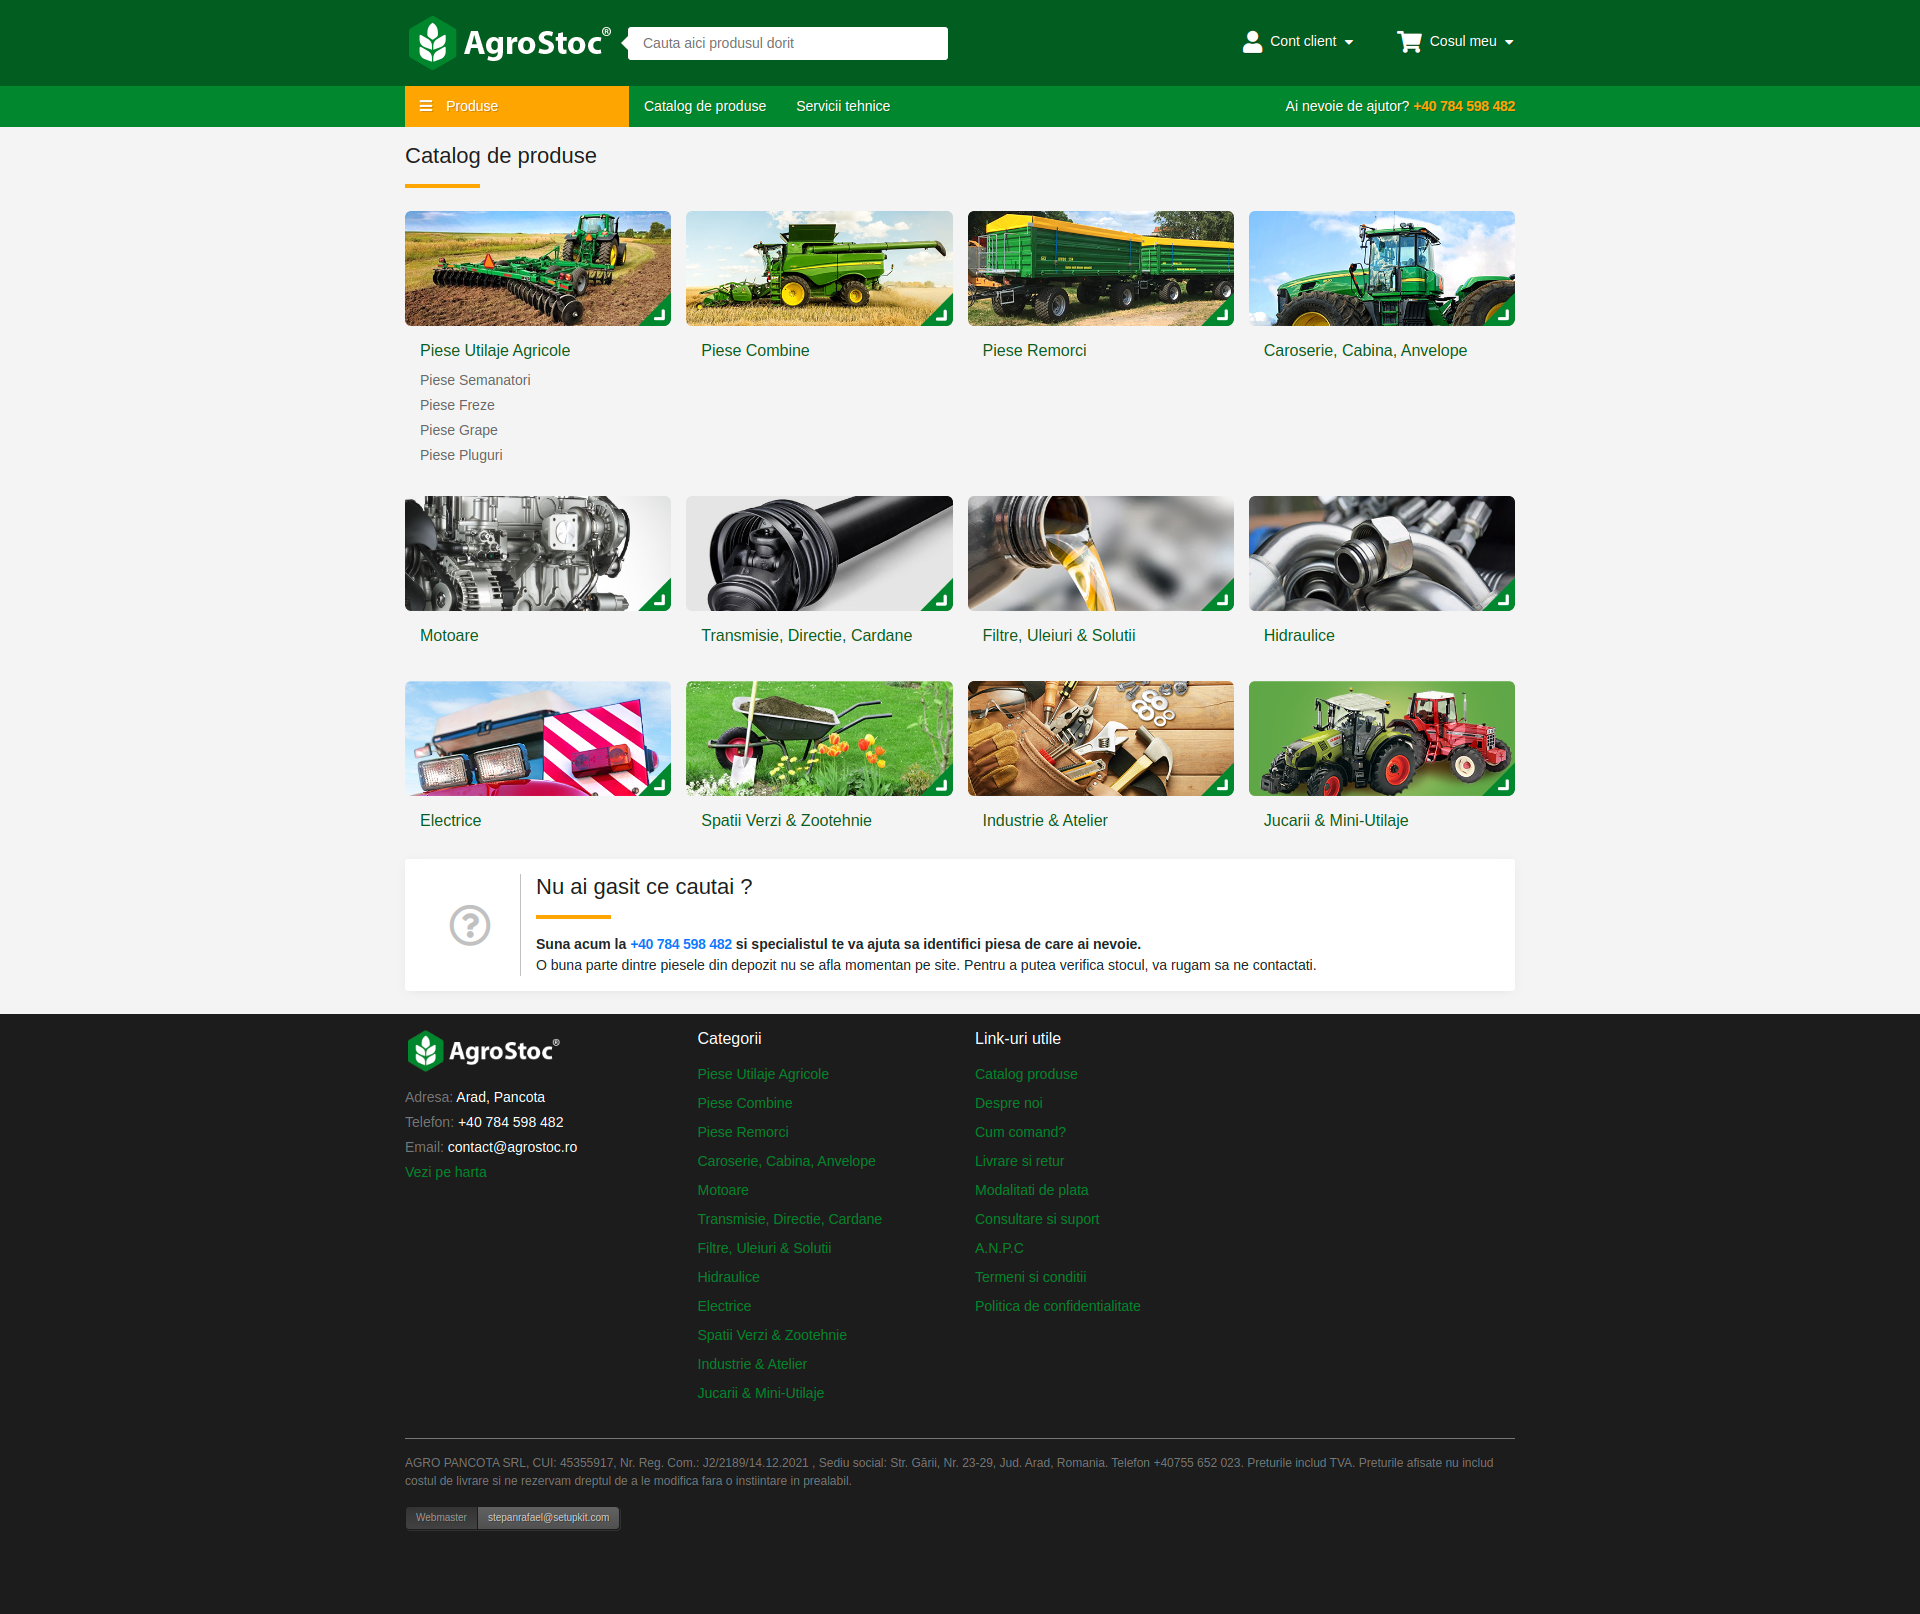 AgroStoc®
Cauta aici produsul dorit
Cont client
Cosul meu
Produse
Catalog de produse
Servicii tehnice
Ai nevoie de ajutor? +40 784 598 482
Catalog de produse
Piese Utilaje Agricole
Piese Semanatori
Piese Freze
Piese Grape
Piese Pluguri
Piese Combine
Piese Remorci
Caroserie, Cabina, Anvelope
Motoare
Transmisie, Directie, Cardane
Filtre, Uleiuri & Solutii
Hidraulice
Electrice
Spatii Verzi & Zootehnie
Industrie & Atelier
Jucarii & Mini-Utilaje
Nu ai gasit ce cautai ?
Suna acum la +40 784 598 482 si specialistul te va ajuta sa identifici piesa de care ai nevoie.
O buna parte dintre piesele din depozit nu se afla momentan pe site. Pentru a putea verifica stocul, va rugam sa ne contactati.
AgroStoc®
Adresa: Arad, Pancota
Telefon: +40 784 598 482
Email: contact@agrostoc.ro
Vezi pe harta
Categorii
Piese Utilaje Agricole
Piese Combine
Piese Remorci
Caroserie, Cabina, Anvelope
Motoare
Transmisie, Directie, Cardane
Filtre, Uleiuri & Solutii
Hidraulice
Electrice
Spatii Verzi & Zootehnie
Industrie & Atelier
Jucarii & Mini-Utilaje
Link-uri utile
Catalog produse
Despre noi
Cum comand?
Livrare si retur
Modalitati de plata
Consultare si suport
A.N.P.C
Termeni si conditii
Politica de confidentialitate
AGRO PANCOTA SRL, CUI: 45355917, Nr. Reg. Com.: J2/2189/14.12.2021 , Sediu social: Str. Gării, Nr. 23-29, Jud. Arad, Romania. Telefon +40755 652 023. Preturile includ TVA. Preturile afisate nu includ
costul de livrare si ne rezervam dreptul de a le modifica fara o instiintare in prealabil.
Webmaster stepanrafael@setupkit.com